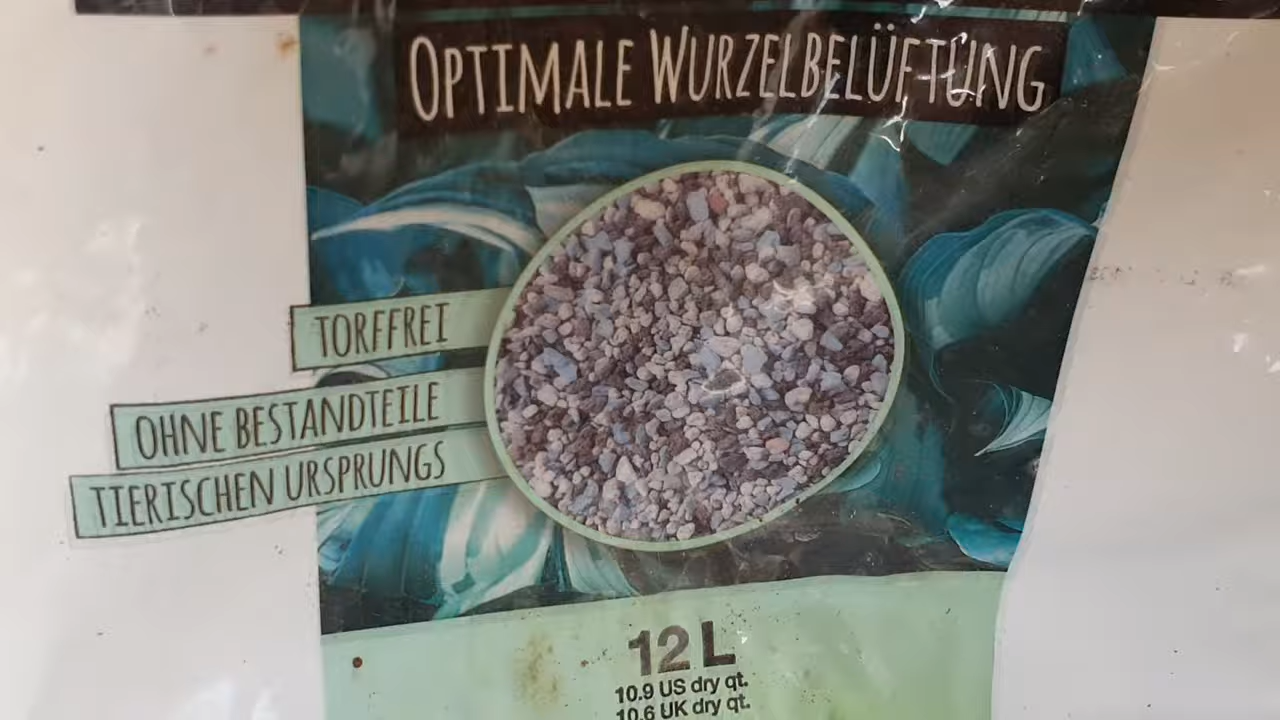 OPTIMALE WURZELBELÜFTUNG
TORFFREI
OHNE BESTANDTEILE
TIERISCHEN URSPRUNGS
12 L
10.9 US dry qt.
10.6 UK dry qt.